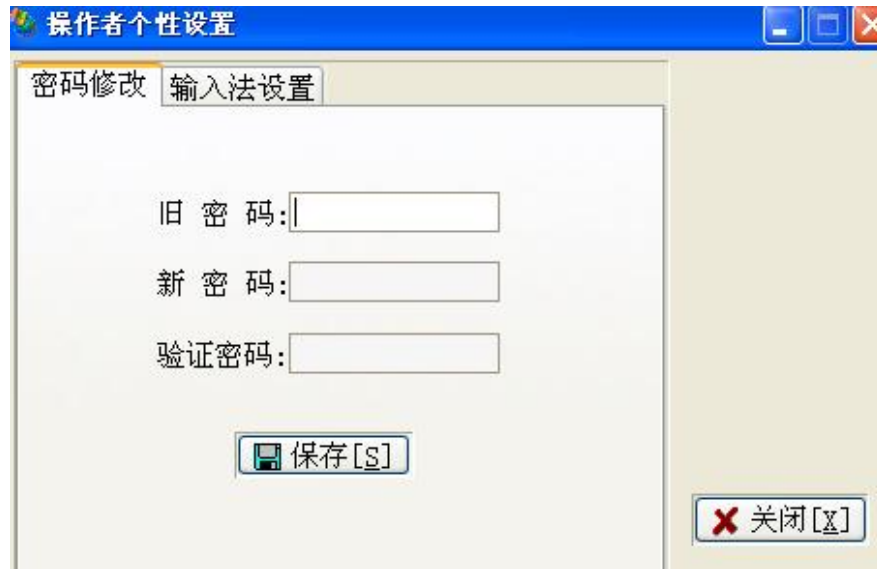 操作者个性设置
密码修改 输入法设置
旧 密 码:
新 密 码:
验证密码:
保存[S]
关闭[X]